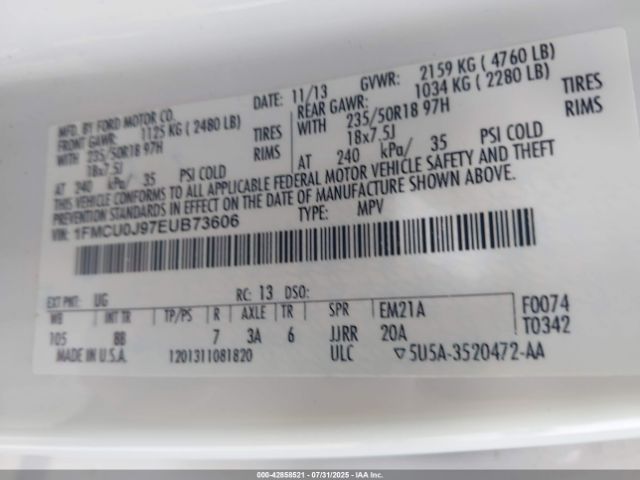 MFD. BY FORD MOTOR CO. DATE: 11/13 GVWR: 2159 KG ( 4760 LB)
FRONT GAWR: 1125 KG ( 2480 LB) REAR GAWR: 1034 KG ( 2280 LB)
WITH 235/50R18 97H TIRES WITH 235/50R18 97H TIRES
18x7.5J RIMS 18x7.5J RIMS
AT 240 kPa/ 35 PSI COLD AT 240 kPa/ 35 PSI COLD
THIS VEHICLE CONFORMS TO ALL APPLICABLE FEDERAL MOTOR VEHICLE SAFETY AND THEFT
PREVENTION STANDARDS IN EFFECT ON THE DATE OF MANUFACTURE SHOWN ABOVE.
VIN: 1FMCU0J97EUB73606 TYPE: MPV
EXT PNT: UG RC: 13 DSO:
WB INT TR TP/PS R AXLE TR SPR EM21A F0074
105 BB 7 3A 6 JJRR 20A T0342
MADE IN U.S.A. 1201311081820 ULC ▽5U5A-3520472-AA
000-42858521 - 07/31/2025 - IAA Inc.